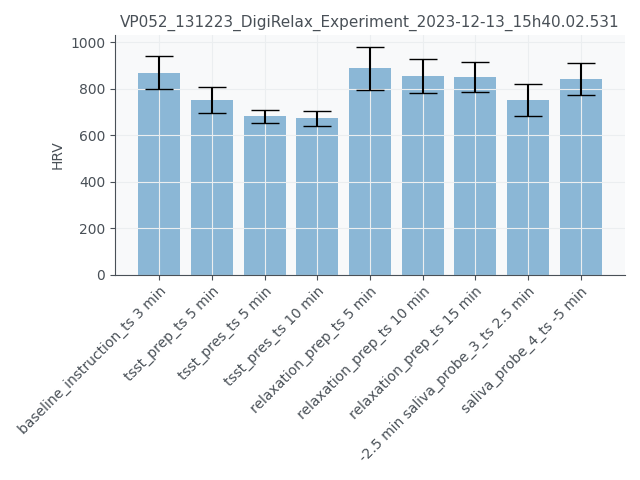 VP052_131223_DigiRelax_Experiment_2023-12-13_15h40.02.531
1000
800
600
400
200
0
HRV
baseline_instruction_ts 3 min
tsst_prep_ts 5 min
tsst_pres_ts 5 min
tsst_pres_ts 10 min
relaxation_prep_ts 5 min
relaxation_prep_ts 10 min
relaxation_prep_ts 15 min
-2.5 min saliva_probe_3_ts 2.5 min
saliva_probe_4_ts -5 min